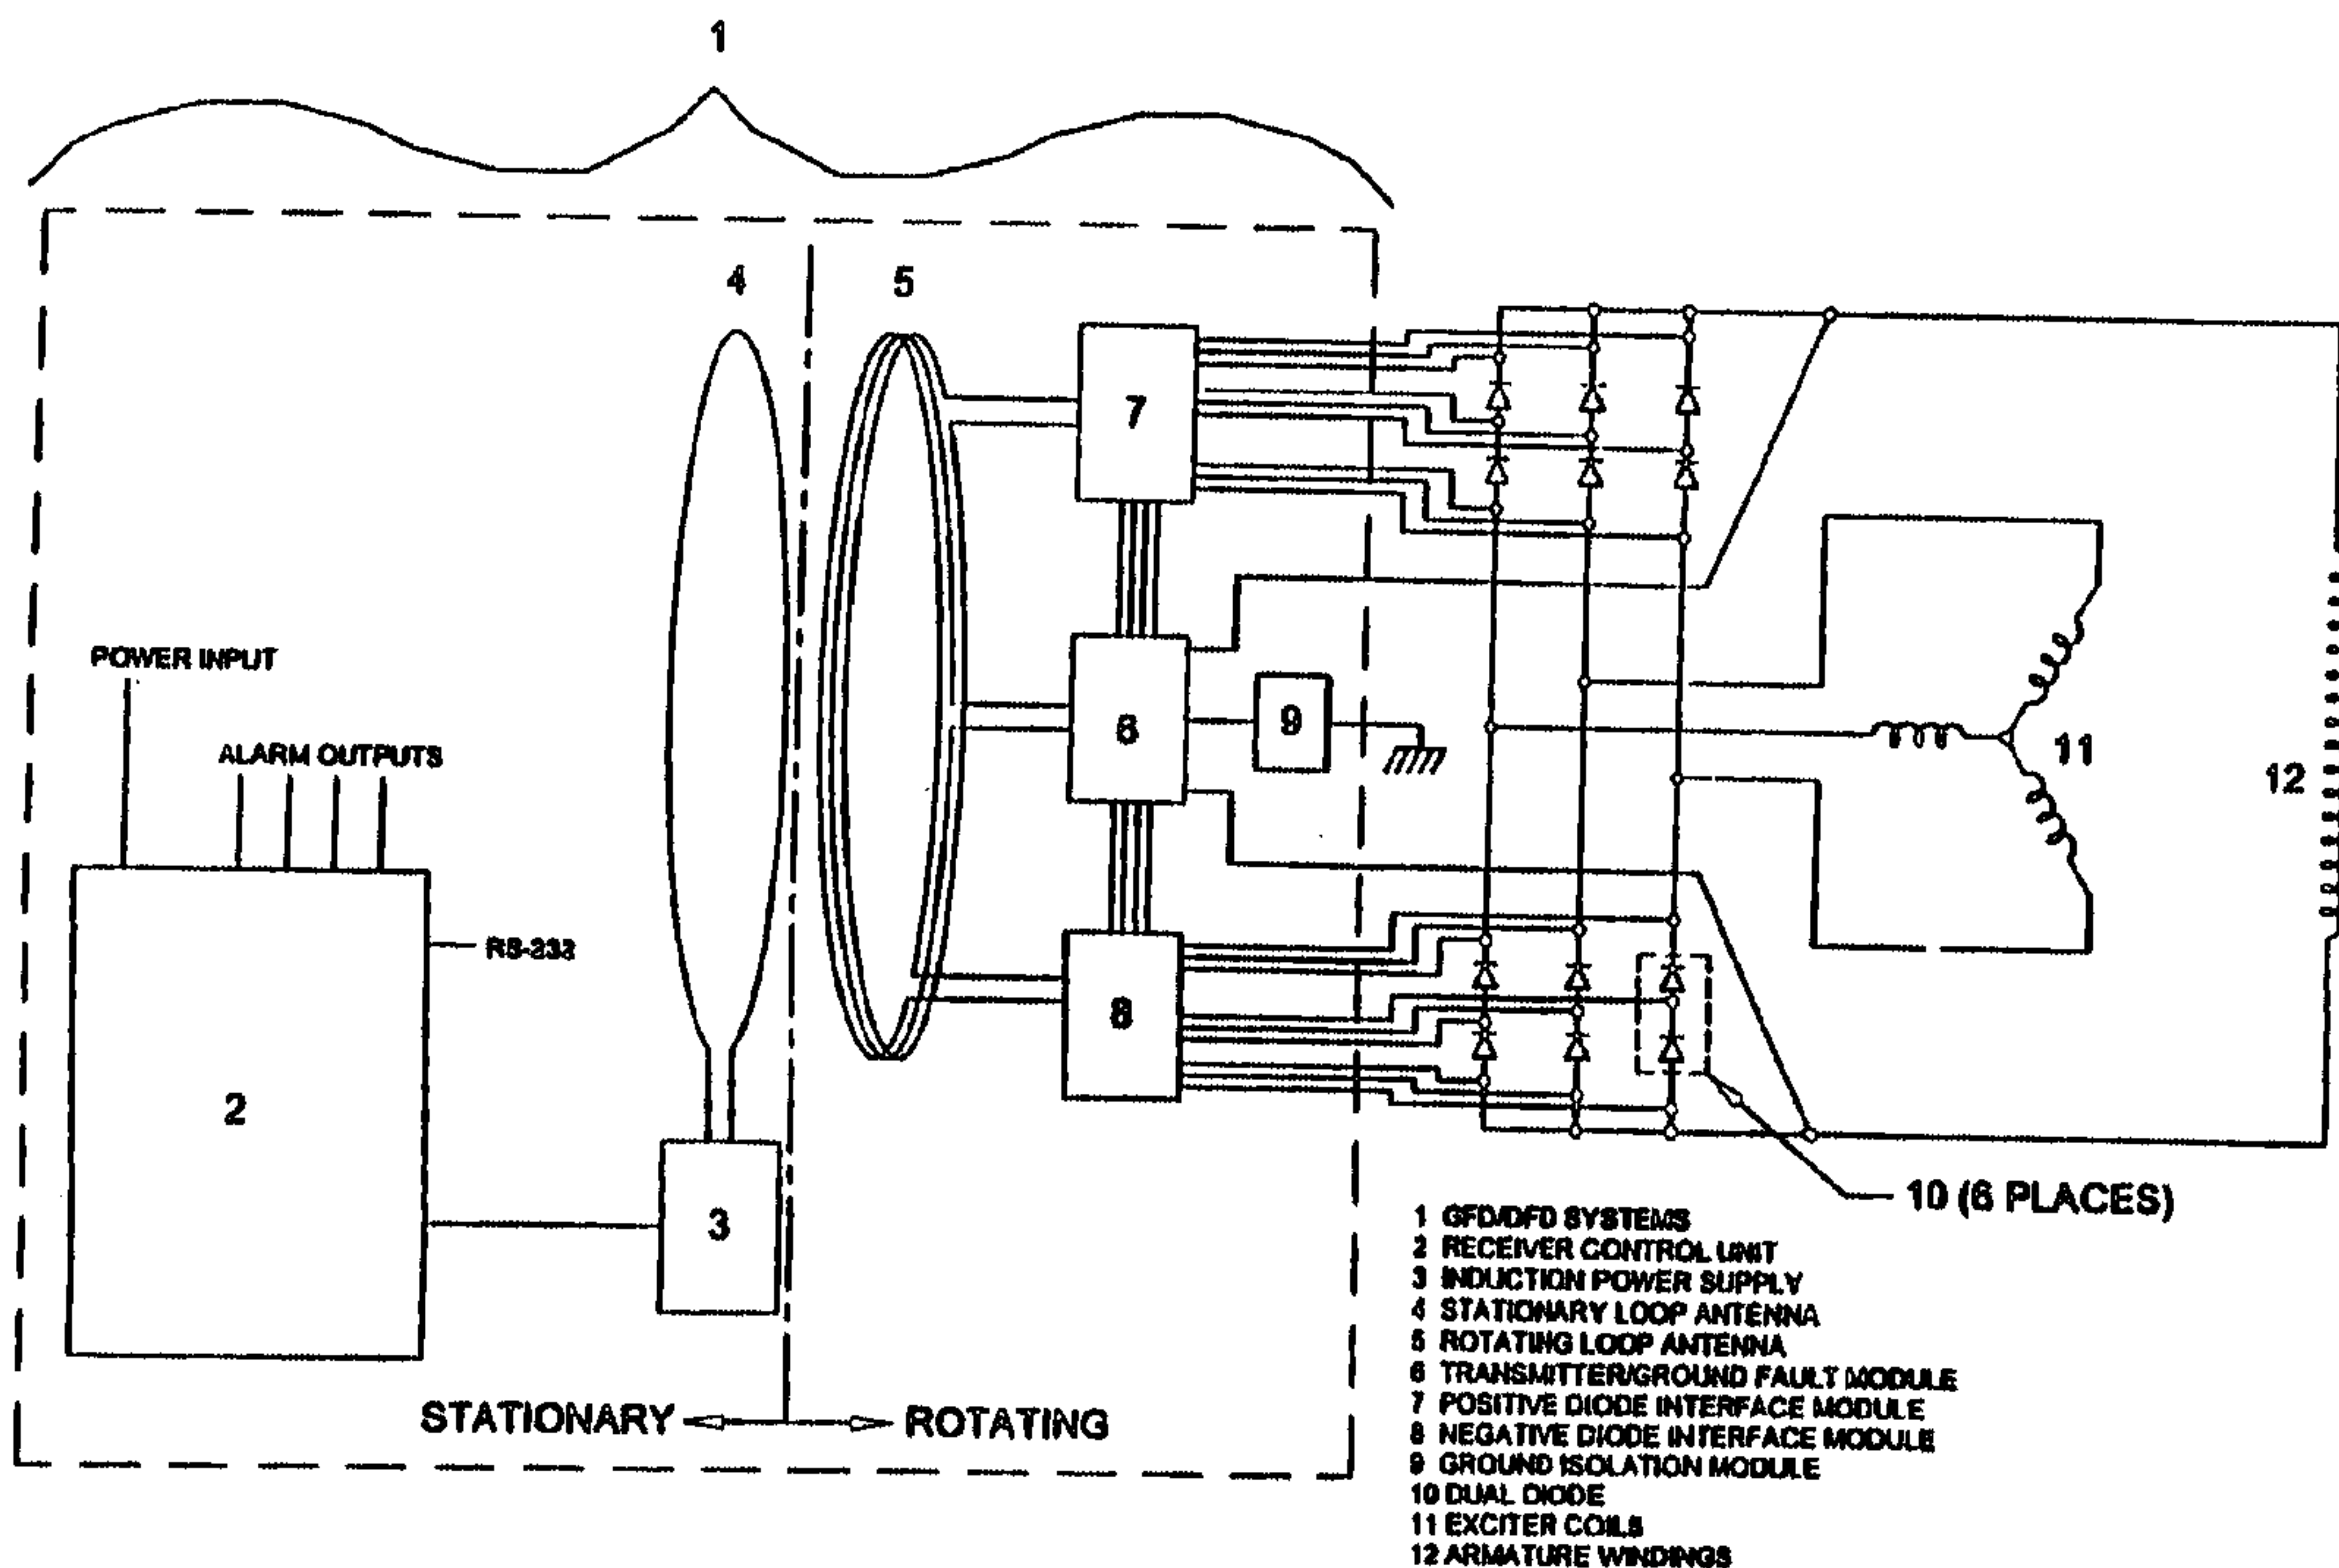 1
4
5
7
POWER INPUT
ALARM OUTPUTS
6
9
11
12
RS-232
8
2
3
10 (6 PLACES)
STATIONARY
ROTATING
1 GFD/DFD SYSTEMS
2 RECEIVER CONTROL UNIT
3 INDUCTION POWER SUPPLY
4 STATIONARY LOOP ANTENNA
5 ROTATING LOOP ANTENNA
6 TRANSMITTER/GROUND FAULT MODULE
7 POSITIVE DIODE INTERFACE MODULE
8 NEGATIVE DIODE INTERFACE MODULE
9 GROUND ISOLATION MODULE
10 DUAL DIODE
11 EXCITER COILS
12 ARMATURE WINDINGS